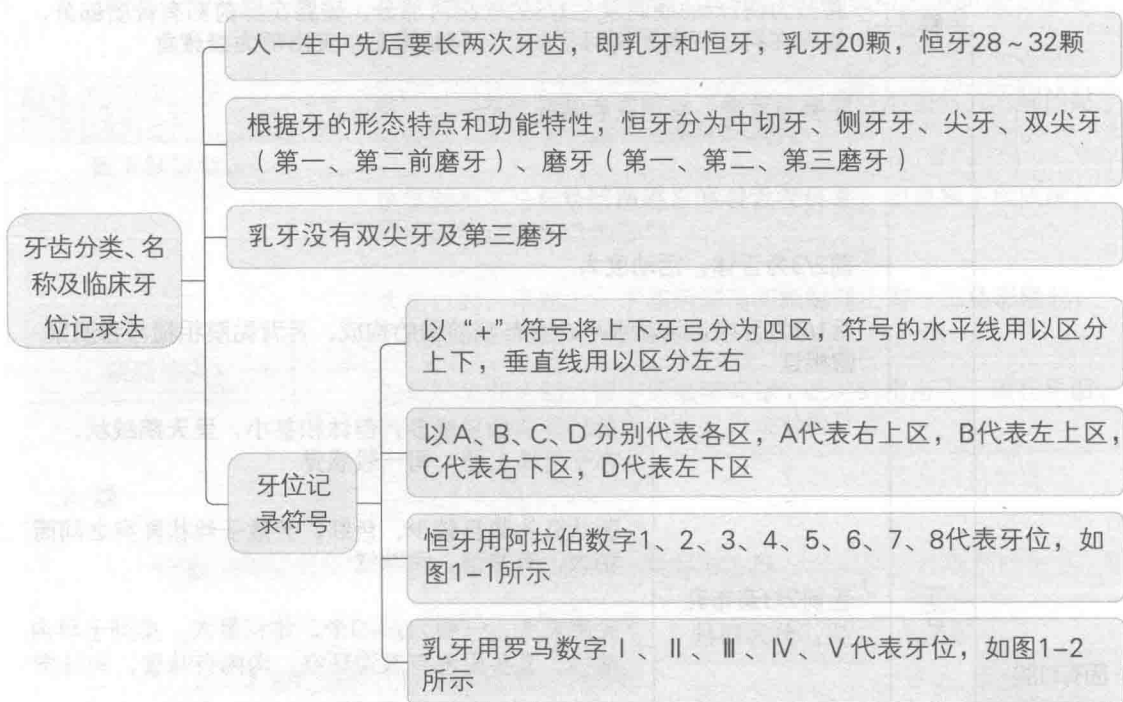 人一生中先后要长两次牙齿，即乳牙和恒牙；乳牙20颗，恒牙28～32颗
根据牙的形态特点和功能特性，恒牙分为中切牙、侧牙牙、尖牙、双尖牙
（第一、第二前磨牙）、磨牙（第一、第二、第三磨牙）
乳牙没有双尖牙及第三磨牙
牙齿分类、名
称及临床牙
位记录法
以“+”符号将上下牙弓分为四区，符号的水平线用以区分
上下，垂直线用以区分左右
以A、B、C、D分别代表各区，A代表右上区，B代表左上区，
C代表右下区，D代表左下区
牙位记
录符号
恒牙用阿拉伯数字1、2、3、4、5、6、7、8代表牙位，如
图1-1所示
乳牙用罗马数字Ⅰ、Ⅱ、Ⅲ、Ⅳ、Ⅴ代表牙位，如图1-2
所示